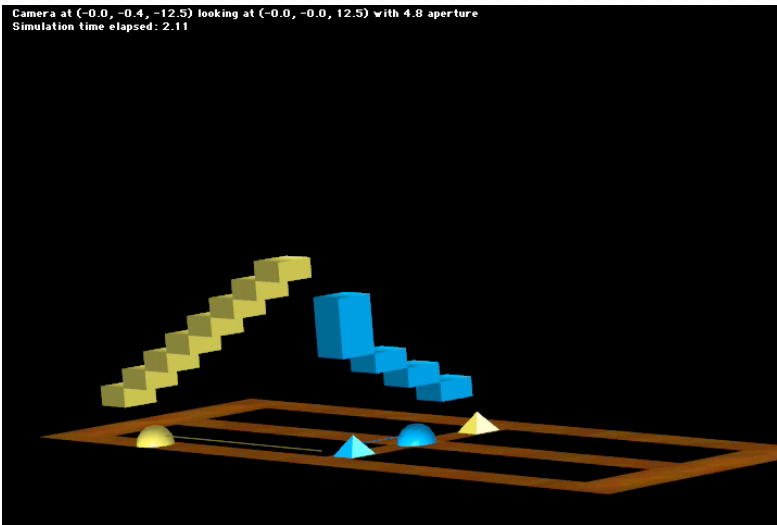 Camera at (-0.0, -0.4, -12.5) looking at (-0.0, -0.0, 12.5) with 4.8 aperture
Simulation time elapsed: 2.11